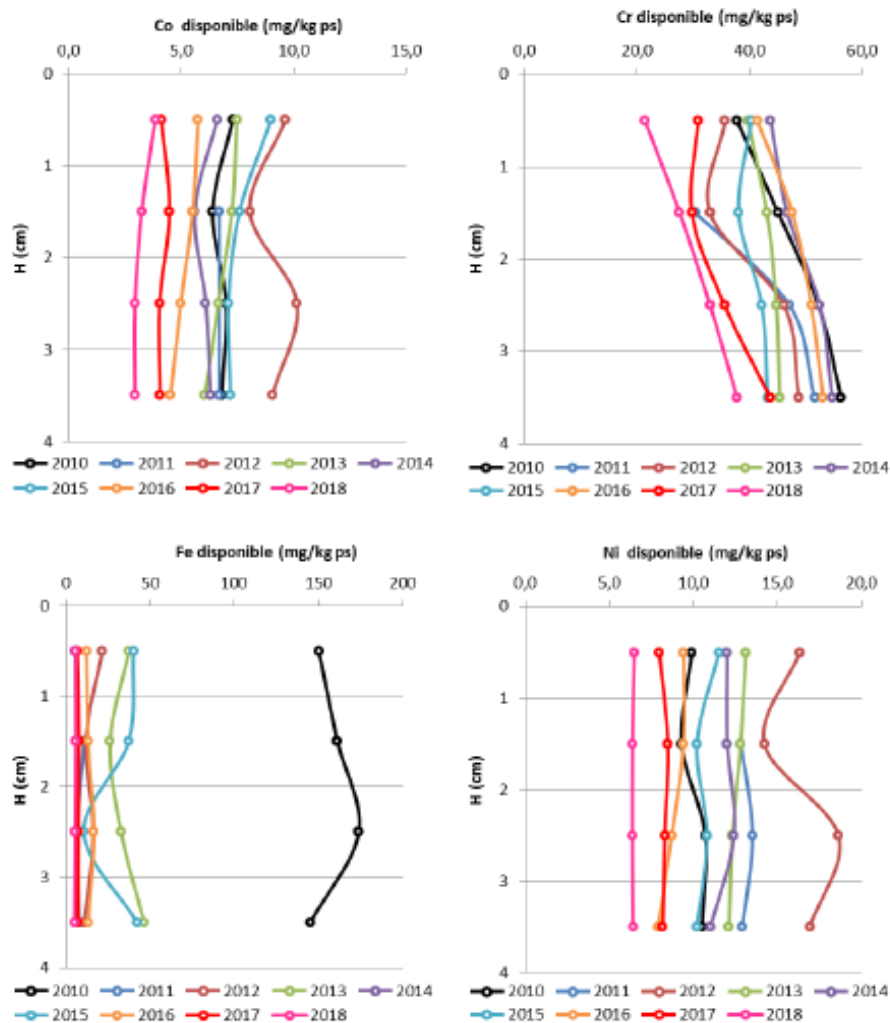 Co disponible (mg/kg ps)
0,0 5,0 10,0 15,0
0
1
2
3
4
H (cm)
2010 2011 2012 2013 2014
2015 2016 2017 2018
Cr disponible (mg/kg ps)
0,0 20,0 40,0 60,0
0
1
2
3
4
H (cm)
2010 2011 2012 2013 2014
2015 2016 2017 2018
Fe disponible (mg/kg ps)
0 50 100 150 200
0
1
2
3
4
H (cm)
2010 2011 2012 2013 2014
2015 2016 2017 2018
Ni disponible (mg/kg ps)
0,0 5,0 10,0 15,0 20,0
0
1
2
3
4
H (cm)
2010 2011 2012 2013 2014
2015 2016 2017 2018